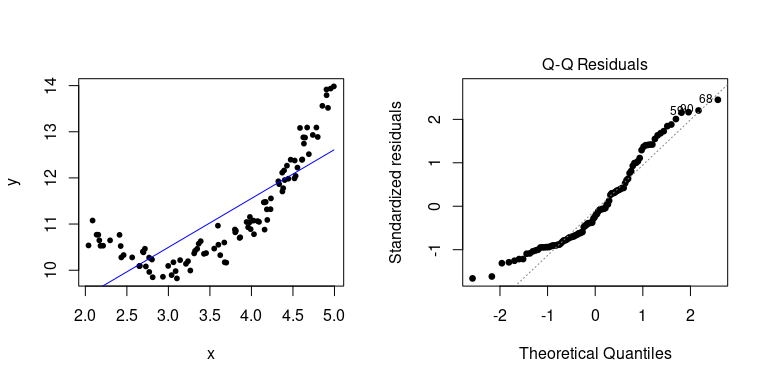 Q-Q Residuals
y
10
11
12
13
14
2.0 2.5 3.0 3.5 4.0 4.5 5.0
x
Standardized residuals
-1
0
1
2
68
-2 -1 0 1 2
Theoretical Quantiles